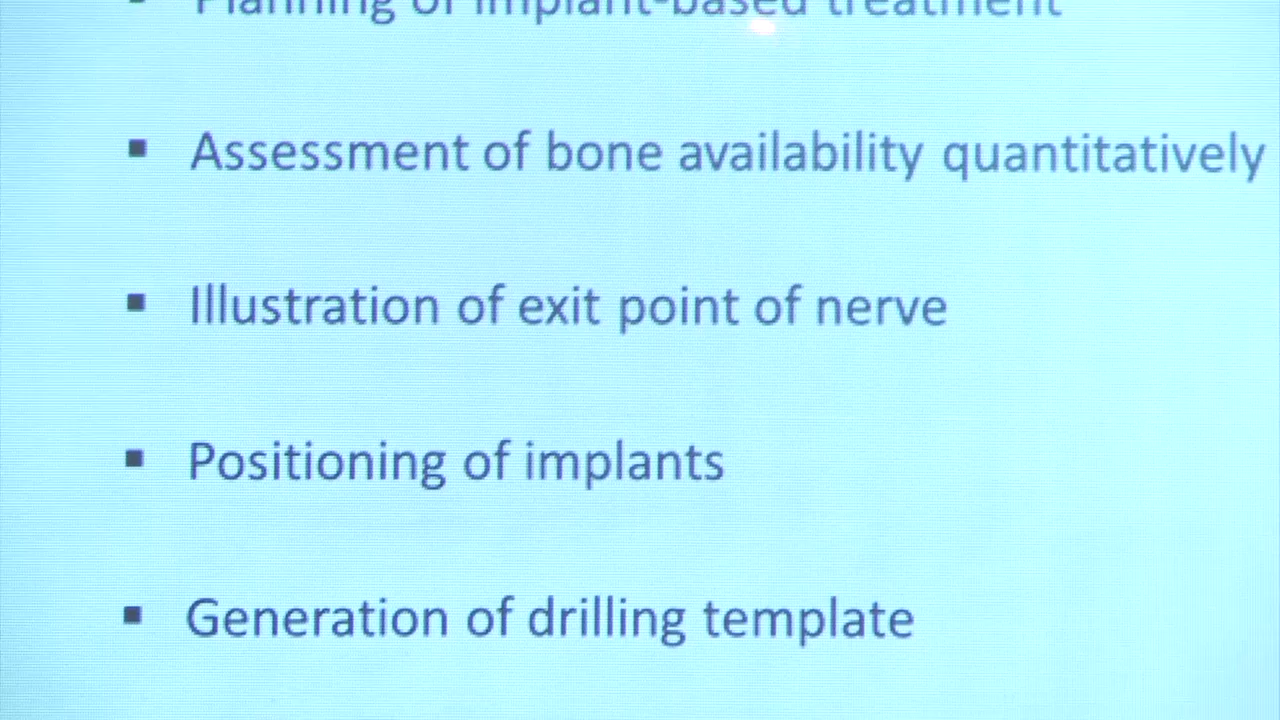 Planning of implant-based treatment
▪ Assessment of bone availability quantitatively
▪ Illustration of exit point of nerve
▪ Positioning of implants
▪ Generation of drilling template